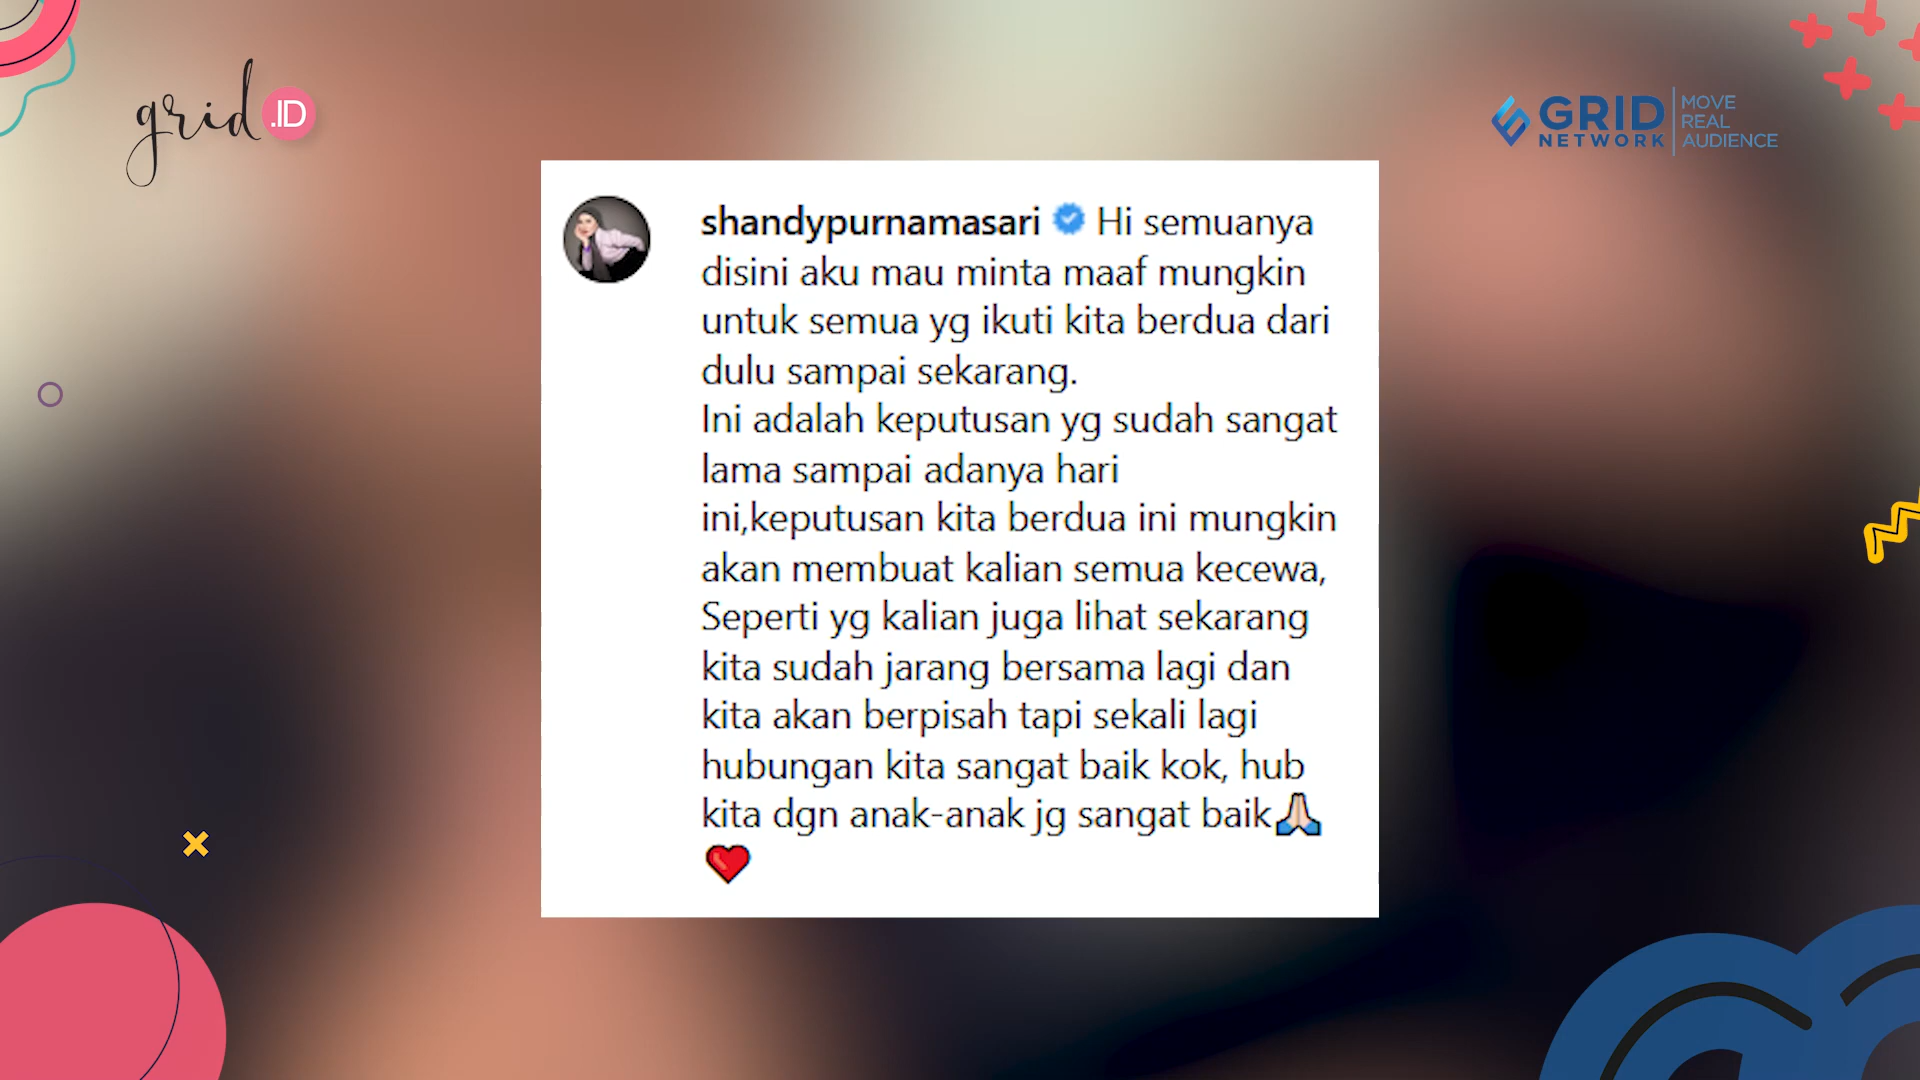 grid.ID
GRID
NETWORK
MOVE
REAL
AUDIENCE
shandypurnamasari Hi semuanya
disini aku mau minta maaf mungkin
untuk semua yg ikuti kita berdua dari
dulu sampai sekarang.
Ini adalah keputusan yg sudah sangat
lama sampai adanya hari
ini,keputusan kita berdua ini mungkin
akan membuat kalian semua kecewa,
Seperti yg kalian juga lihat sekarang
kita sudah jarang bersama lagi dan
kita akan berpisah tapi sekali lagi
hubungan kita sangat baik kok, hub
kita dgn anak-anak jg sangat baik🙏🏻
❤️